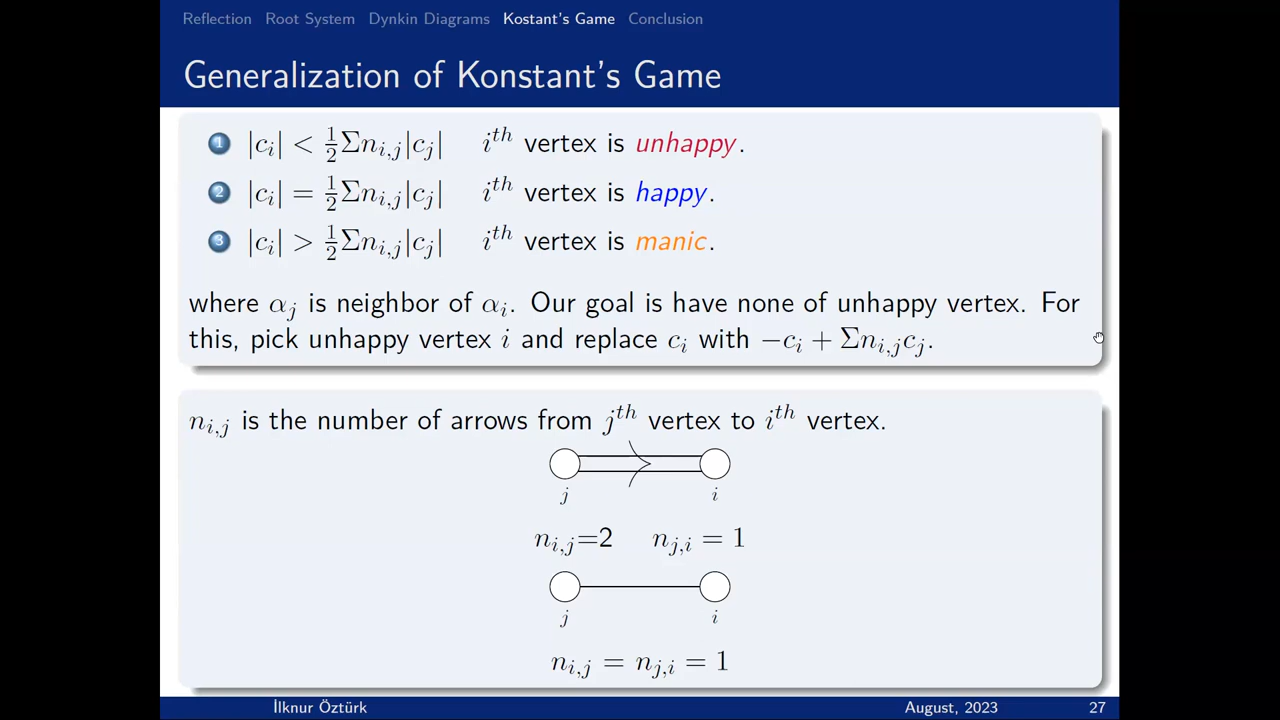 Reflection Root System Dynkin Diagrams Kostant's Game Conclusion
Generalization of Konstant's Game
1 |c_i| < 1/2 Σn_{i,j}|c_j| i^{th} vertex is unhappy.
2 |c_i| = 1/2 Σn_{i,j}|c_j| i^{th} vertex is happy.
3 |c_i| > 1/2 Σn_{i,j}|c_j| i^{th} vertex is manic.
where α_j is neighbor of α_i. Our goal is have none of unhappy vertex. For
this, pick unhappy vertex i and replace c_i with −c_i + Σn_{i,j}c_j.
n_{i,j} is the number of arrows from j^{th} vertex to i^{th} vertex.
j i
n_{i,j}=2 n_{j,i} = 1
j i
n_{i,j} = n_{j,i} = 1
İlknur Öztürk August, 2023 27